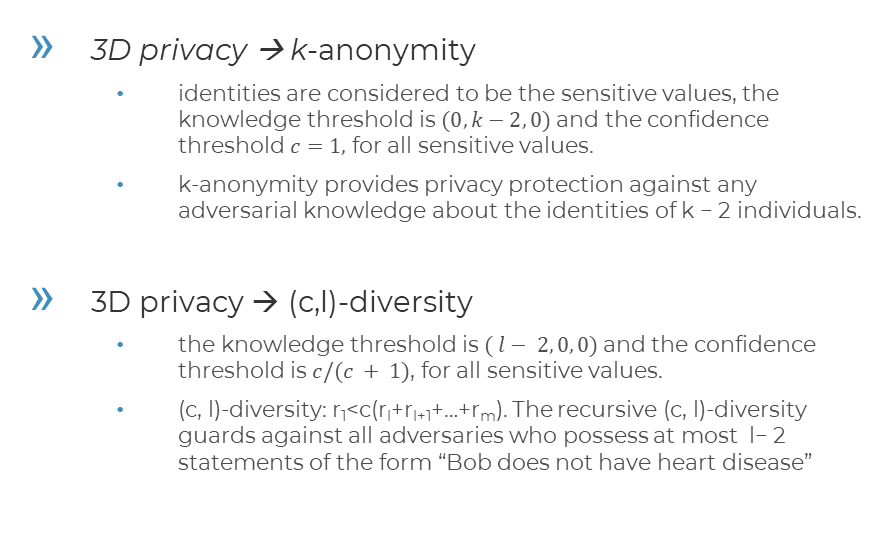 » 3D privacy → k-anonymity
• identities are considered to be the sensitive values, the
knowledge threshold is (0, k − 2,0) and the confidence
threshold c = 1, for all sensitive values.
• k-anonymity provides privacy protection against any
adversarial knowledge about the identities of k – 2 individuals.
» 3D privacy → (c,l)-diversity
• the knowledge threshold is ( l − 2,0,0) and the confidence
threshold is c/(c + 1), for all sensitive values.
• (c, l)-diversity: r₁<c(rₗ+rₗ₊₁+...+rₘ). The recursive (c, l)-diversity
guards against all adversaries who possess at most l– 2
statements of the form “Bob does not have heart disease”